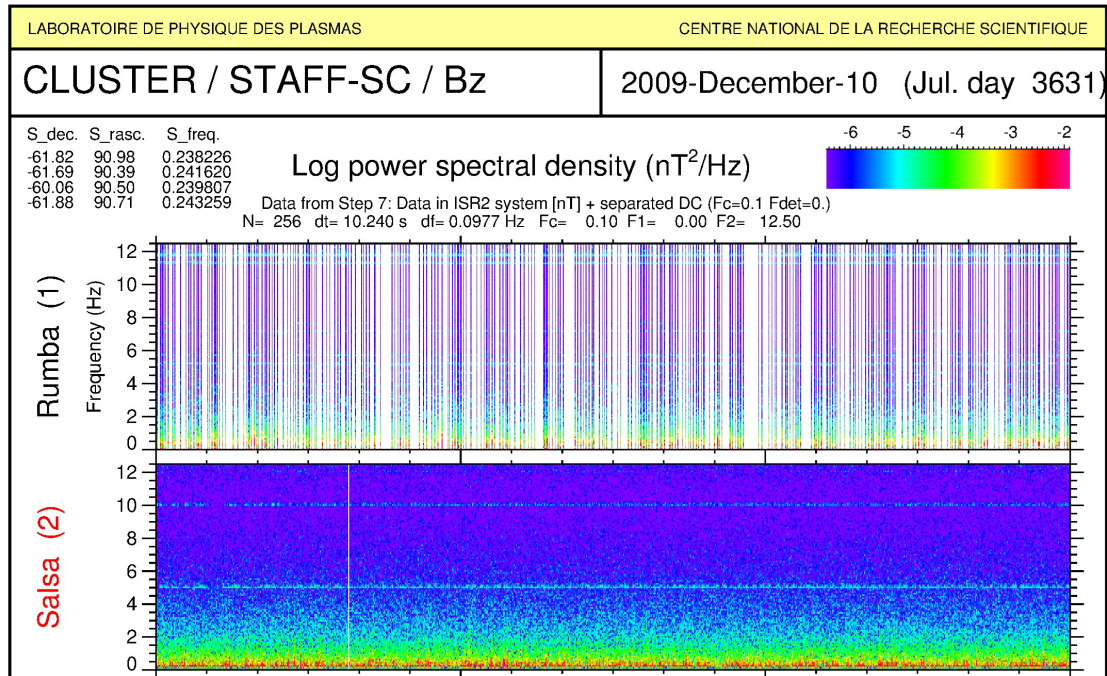 LABORATOIRE DE PHYSIQUE DES PLASMAS CENTRE NATIONAL DE LA RECHERCHE SCIENTIFIQUE
CLUSTER / STAFF-SC / Bz 2009-December-10 (Jul. day 3631)
S_dec. S_rasc. S_freq.
-61.82 90.98 0.238226
-61.69 90.39 0.241620
-60.06 90.50 0.239807
-61.88 90.71 0.243259
Log power spectral density (nT²/Hz)
-6 -5 -4 -3 -2
Data from Step 7: Data in ISR2 system [nT] + separated DC (Fc=0.1 Fdet=0.)
N= 256 dt= 10.240 s df= 0.0977 Hz Fc= 0.10 F1= 0.00 F2= 12.50
Rumba (1)
Frequency (Hz)
12
10
8
6
4
2
0
Salsa (2)
12
10
8
6
4
2
0